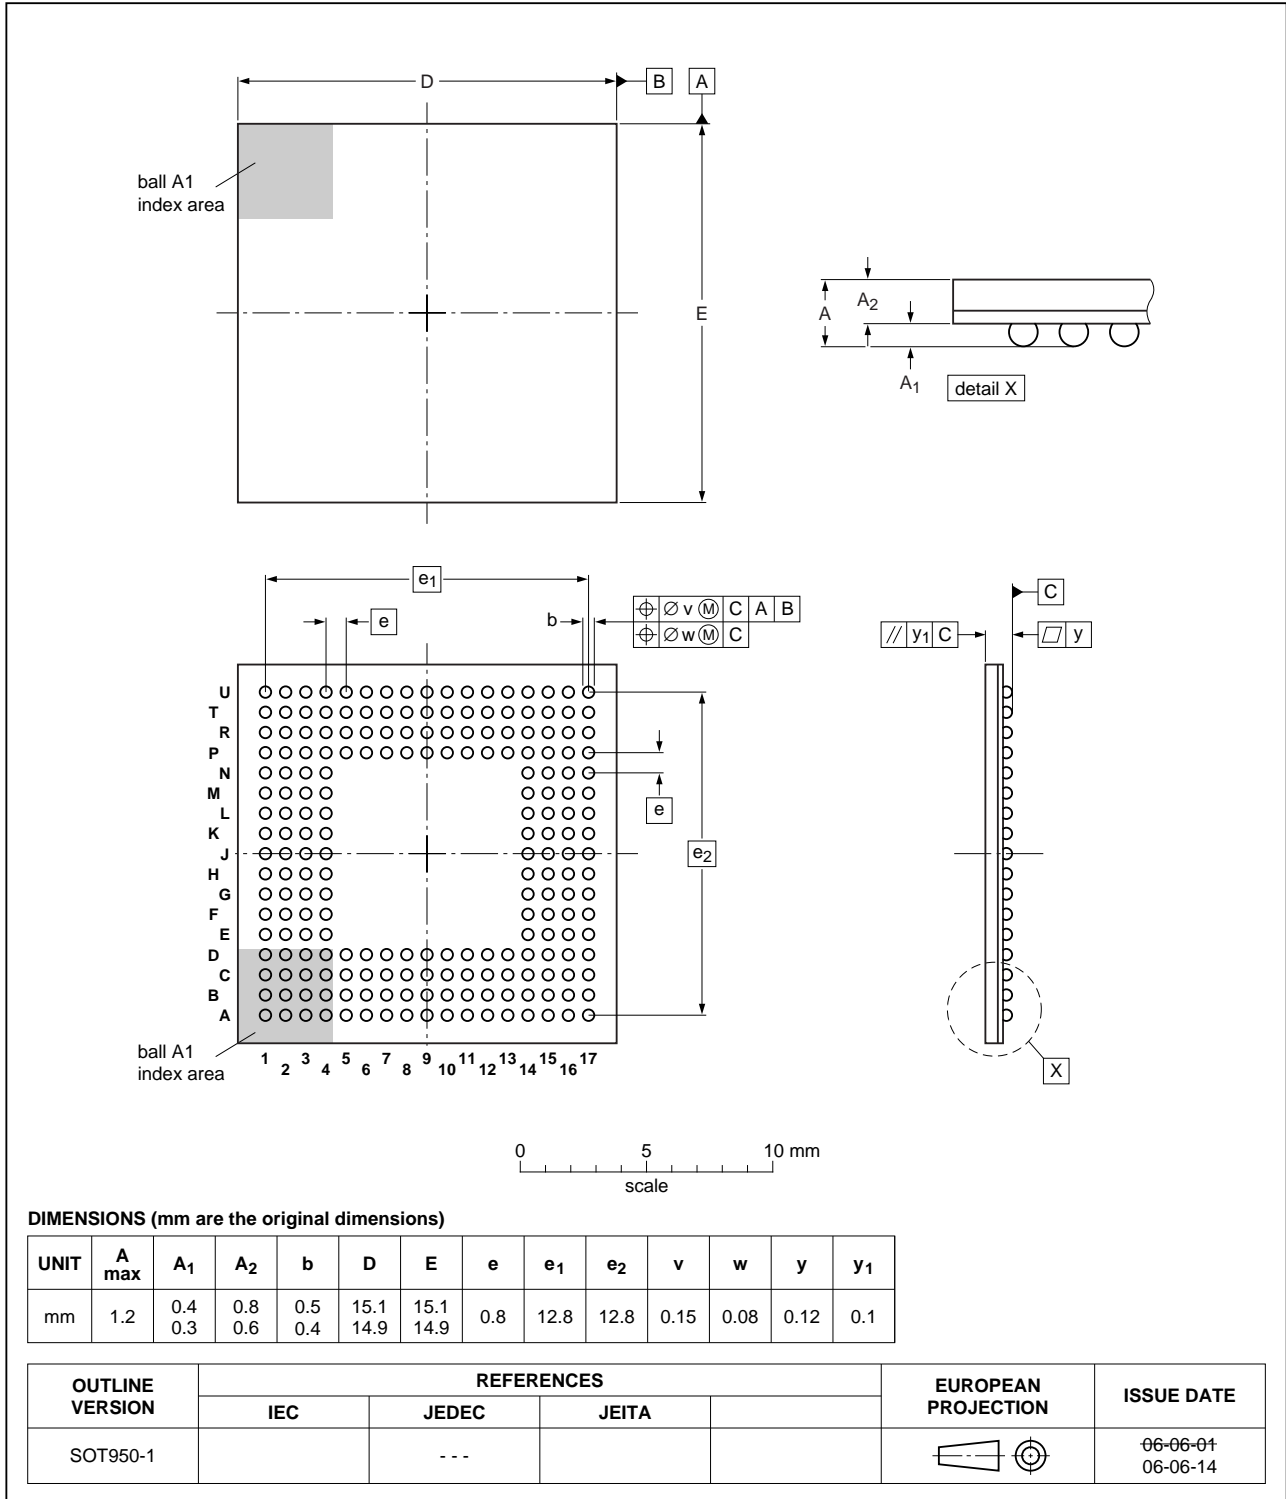 D B A
ball A1
index area
E
A A2
A1
detail X
e1
e
b
⌖ ∅ v Ⓜ C A B
⌖ ∅ w Ⓜ C
C
// y1 C
⏥ y
U
T
R
P
N
M
L
K
J
H
G
F
E
D
C
B
A
e
e2
ball A1
index area
1 2 3 4 5 6 7 8 9 10 11 12 13 14 15 16 17
X
0 5 10 mm
scale
DIMENSIONS (mm are the original dimensions)
UNIT A max A1 A2 b D E e e1 e2 v w y y1
mm 1.2 0.4 0.3 0.8 0.6 0.5 0.4 15.1 14.9 15.1 14.9 0.8 12.8 12.8 0.15 0.08 0.12 0.1
OUTLINE VERSION REFERENCES EUROPEAN PROJECTION ISSUE DATE
IEC JEDEC JEITA
SOT950-1 - - - 06-06-01
06-06-14